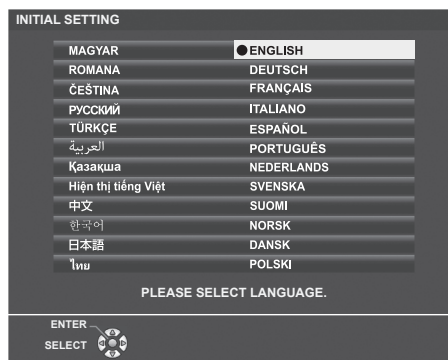 INITIAL SETTING
MAGYAR ENGLISH
ROMANA DEUTSCH
ČEŠTINA FRANÇAIS
РУССКИЙ ITALIANO
TÜRKÇE ESPAÑOL
العربية PORTUGUÊS
Қазақша NEDERLANDS
Hiện thị tiếng Việt SVENSKA
中文 SUOMI
한국어 NORSK
日本語 DANSK
ไทย POLSKI
PLEASE SELECT LANGUAGE.
ENTER
SELECT